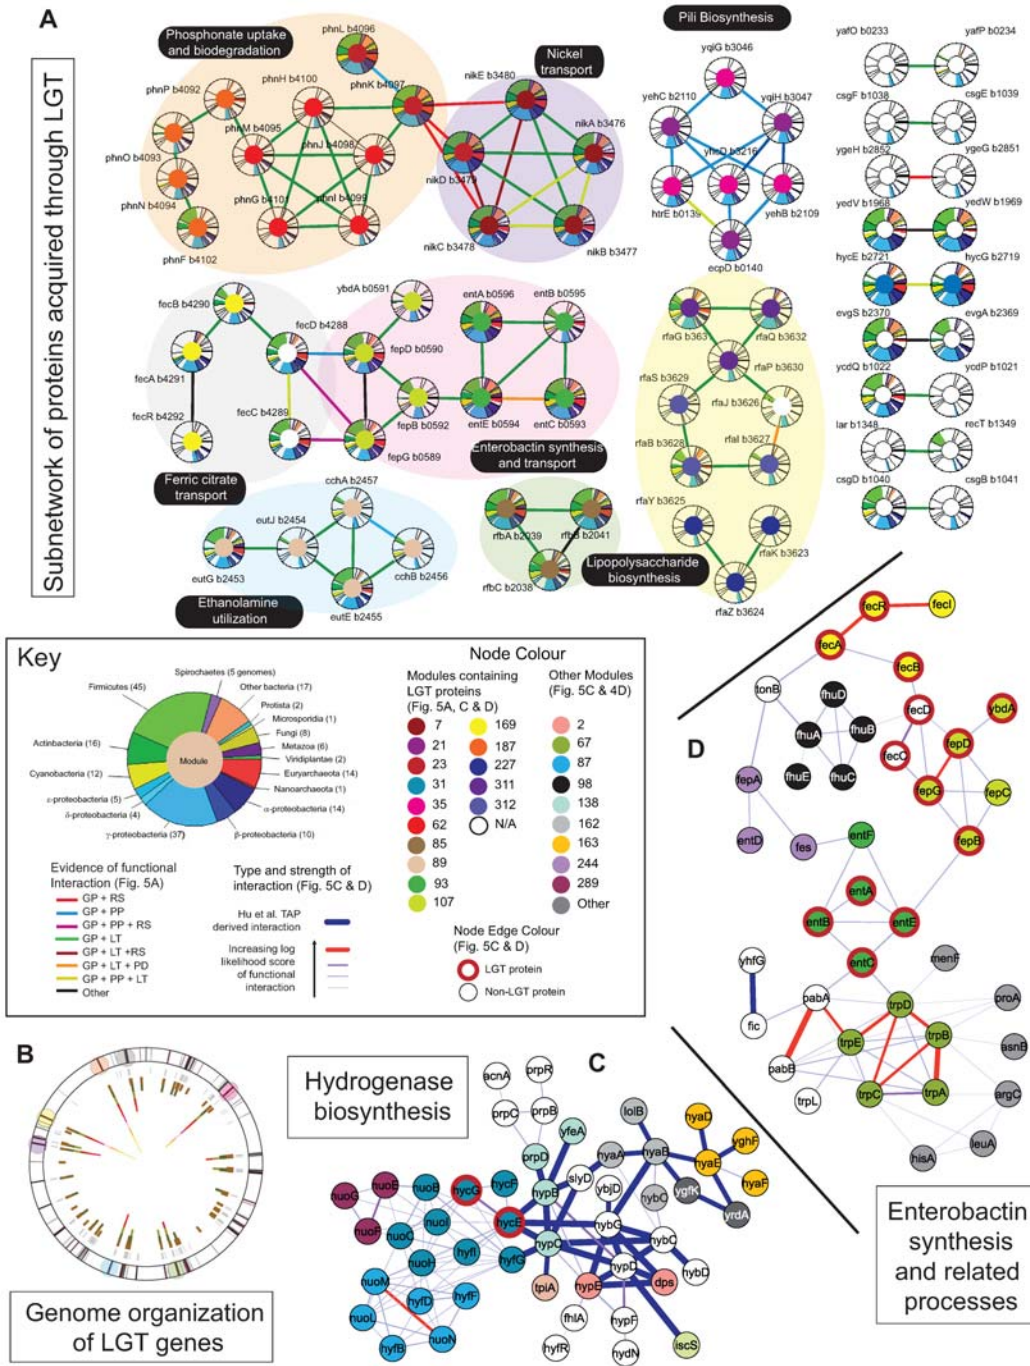 A
Subnetwork of proteins acquired through LGT
Phosphonate uptake
and biodegradation
phnL b4096
phnK b4097
phnH b4100
phnP b4092
phnM b4095
phnJ b4098
phnO b4093
phnN b4094
phnG b4101
phnI b4099
phnF b4102
Nickel
transport
nikE b3480
nikA b3476
nikD b3479
nikC b3478
nikB b3477
Pili Biosynthesis
yqiG b3046
yehC b2110
yqiH b3047
yhcD b3216
htrE b0139
yehB b2109
ecpD b0140
yafO b0233
yafP b0234
csgF b1038
csgE b1039
ygeH b2852
ygeG b2851
yedV b1968
yedW b1969
hycE b2721
hycG b2719
evgS b2370
evgA b2369
ycdQ b1022
ycdP b1021
lar b1348
recT b1349
csgD b1040
csgB b1041
fecB b4290
fecD b4288
fecA b4291
fecR b4292
fecC b4289
Ferric citrate
transport
ybdA b0591
entA b0596
entB b0595
fepD b0590
fepB b0592
entE b0594
entC b0593
fepG b0589
Enterobactin synthesis
and transport
rfaG b363
rfaQ b3632
rfaP b3630
rfaS b3629
rfaJ b3626
rfaB b3628
rfaI b3627
rfaY b3625
rfaK b3623
rfaZ b3624
Lipopolysaccharide
biosynthesis
cchA b2457
eutJ b2454
eutG b2453
cchB b2456
eutE b2455
Ethanolamine
utilization
rfbA b2039
rfbB b2041
rfbC b2038
Key
Spirochaetes (5 genomes)
Firmicutes (45)
Other bacteria (17)
Protista (2)
Microsporidia (1)
Fungi (8)
Metazoa (6)
Viridiplantae (2)
Euryarchaeota (14)
Nanoarchaeota (1)
α-proteobacteria (14)
β-proteobacteria (10)
γ-proteobacteria (37)
δ-proteobacteria (4)
ε-proteobacteria (5)
Cyanobacteria (12)
Actinbacteria (16)
Module
Evidence of functional
Interaction (Fig. 5A)
GP + RS
GP + PP
GP + PP + RS
GP + LT
GP + LT +RS
GP + LT + PD
GP + PP + LT
Other
Type and strength of
interaction (Fig. 5C & D)
Hu et al. TAP
derived interaction
Increasing log
likelihood score
of functional
interaction
Node Colour
Modules containing
LGT proteins
(Fig. 5A, C & D)
7
21
23
31
35
62
85
89
93
107
169
187
227
311
312
N/A
Other Modules
(Fig. 5C & 4D)
2
67
87
98
138
162
163
244
289
Other
Node Edge Colour
(Fig. 5C & D)
LGT protein
Non-LGT protein
D
fecR
fecI
fecA
fecB
tonB
fhuD
fecD
fhuA
fhuB
ybdA
fepD
fecC
fhuE
fhuC
fepA
fepG
fepC
entD
fes
entF
fepB
entA
entB
entE
entC
yhfG
menF
pabA
trpD
proA
fic
trpE
trpB
asnB
pabB
trpC
trpA
trpL
argC
leuA
hisA
Enterobactin
synthesis
and related
processes
B
Genome organization
of LGT genes
Hydrogenase
biosynthesis
C
acnA
prpR
prpC
prpB
yfeA
lolB
hyaD
prpD
hyaA
hyaB
hyaE
yghF
nuoE
nuoB
hycG
hycF
slyD
nuoG
hypB
ybjD
hybC
ygfK
hyaF
nuoF
nuoC
nuoI
hycE
hybG
yrdA
hyfI
hyfG
hypC
hybC
nuoH
hypD
hybD
nuoM
hyfD
hyfF
tpiA
hypE
dps
nuoL
nuoN
fhlA
hypF
hyfB
hyfR
hydN
iscS